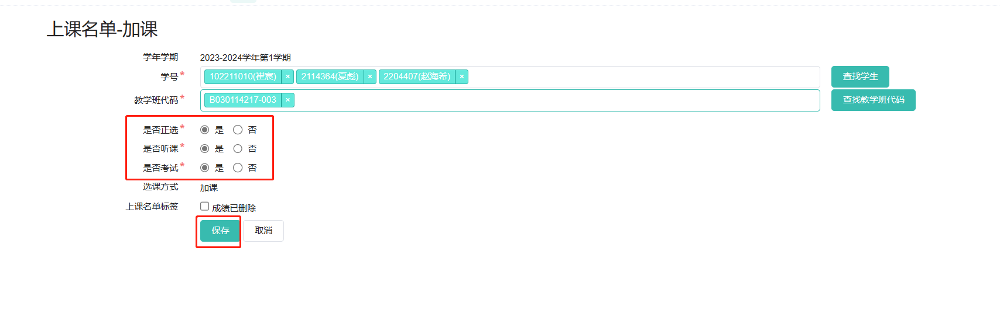 上课名单-加课
学年学期 2023-2024学年第1学期
学号* 102211010(崔宸) × 2114364(夏彪) × 2204407(赵海希) × 查找学生
教学班代码* B030114217-003 × 查找教学班代码
是否正选* 是 否
是否听课* 是 否
是否考试* 是 否
选课方式 加课
上课名单标签 成绩已删除
保存 取消